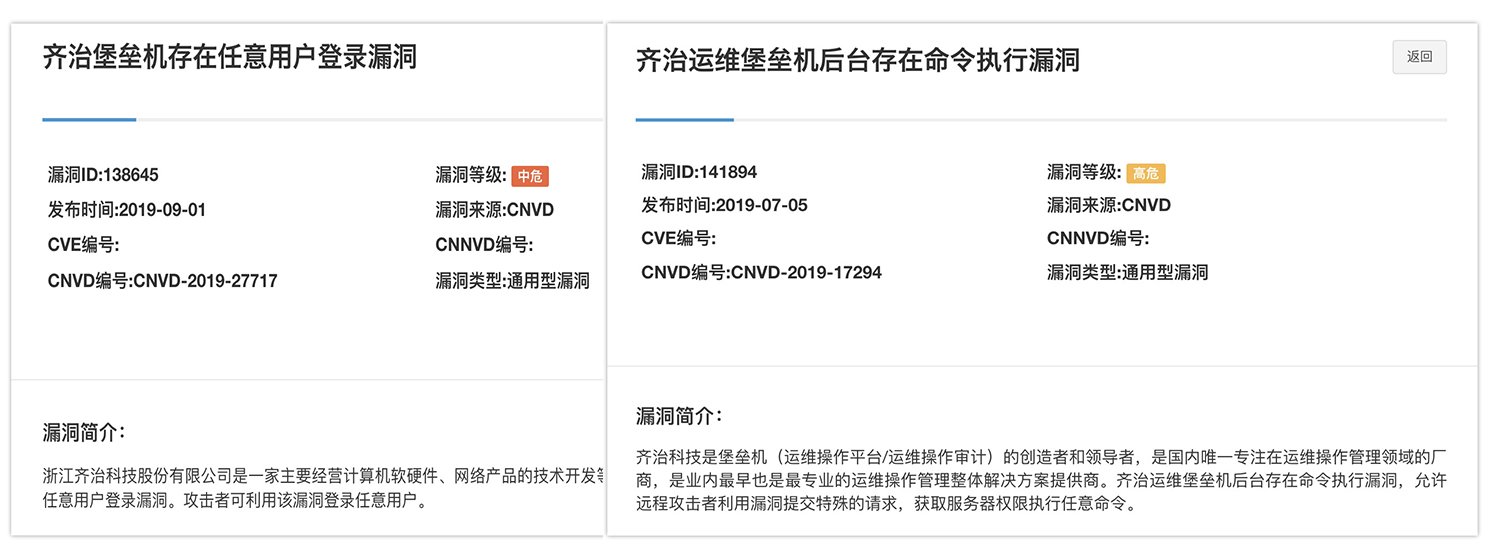 齐治堡垒机存在任意用户登录漏洞
漏洞ID:138645
漏洞等级: 中危
发布时间:2019-09-01
漏洞来源:CNVD
CVE编号:
CNNVD编号:
CNVD编号:CNVD-2019-27717
漏洞类型:通用型漏洞
漏洞简介:
浙江齐治科技股份有限公司是一家主要经营计算机软硬件、网络产品的技术开发等
任意用户登录漏洞。攻击者可利用该漏洞登录任意用户。
齐治运维堡垒机后台存在命令执行漏洞
返回
漏洞ID:141894
漏洞等级: 高危
发布时间:2019-07-05
漏洞来源:CNVD
CVE编号:
CNNVD编号:
CNVD编号:CNVD-2019-17294
漏洞类型:通用型漏洞
漏洞简介:
齐治科技是堡垒机（运维操作平台/运维操作审计）的创造者和领导者，是国内唯一专注在运维操作管理领域的厂
商，是业内最早也是最专业的运维操作管理整体解决方案提供商。齐治运维堡垒机后台存在命令执行漏洞，允许
远程攻击者利用漏洞提交特殊的请求，获取服务器权限执行任意命令。